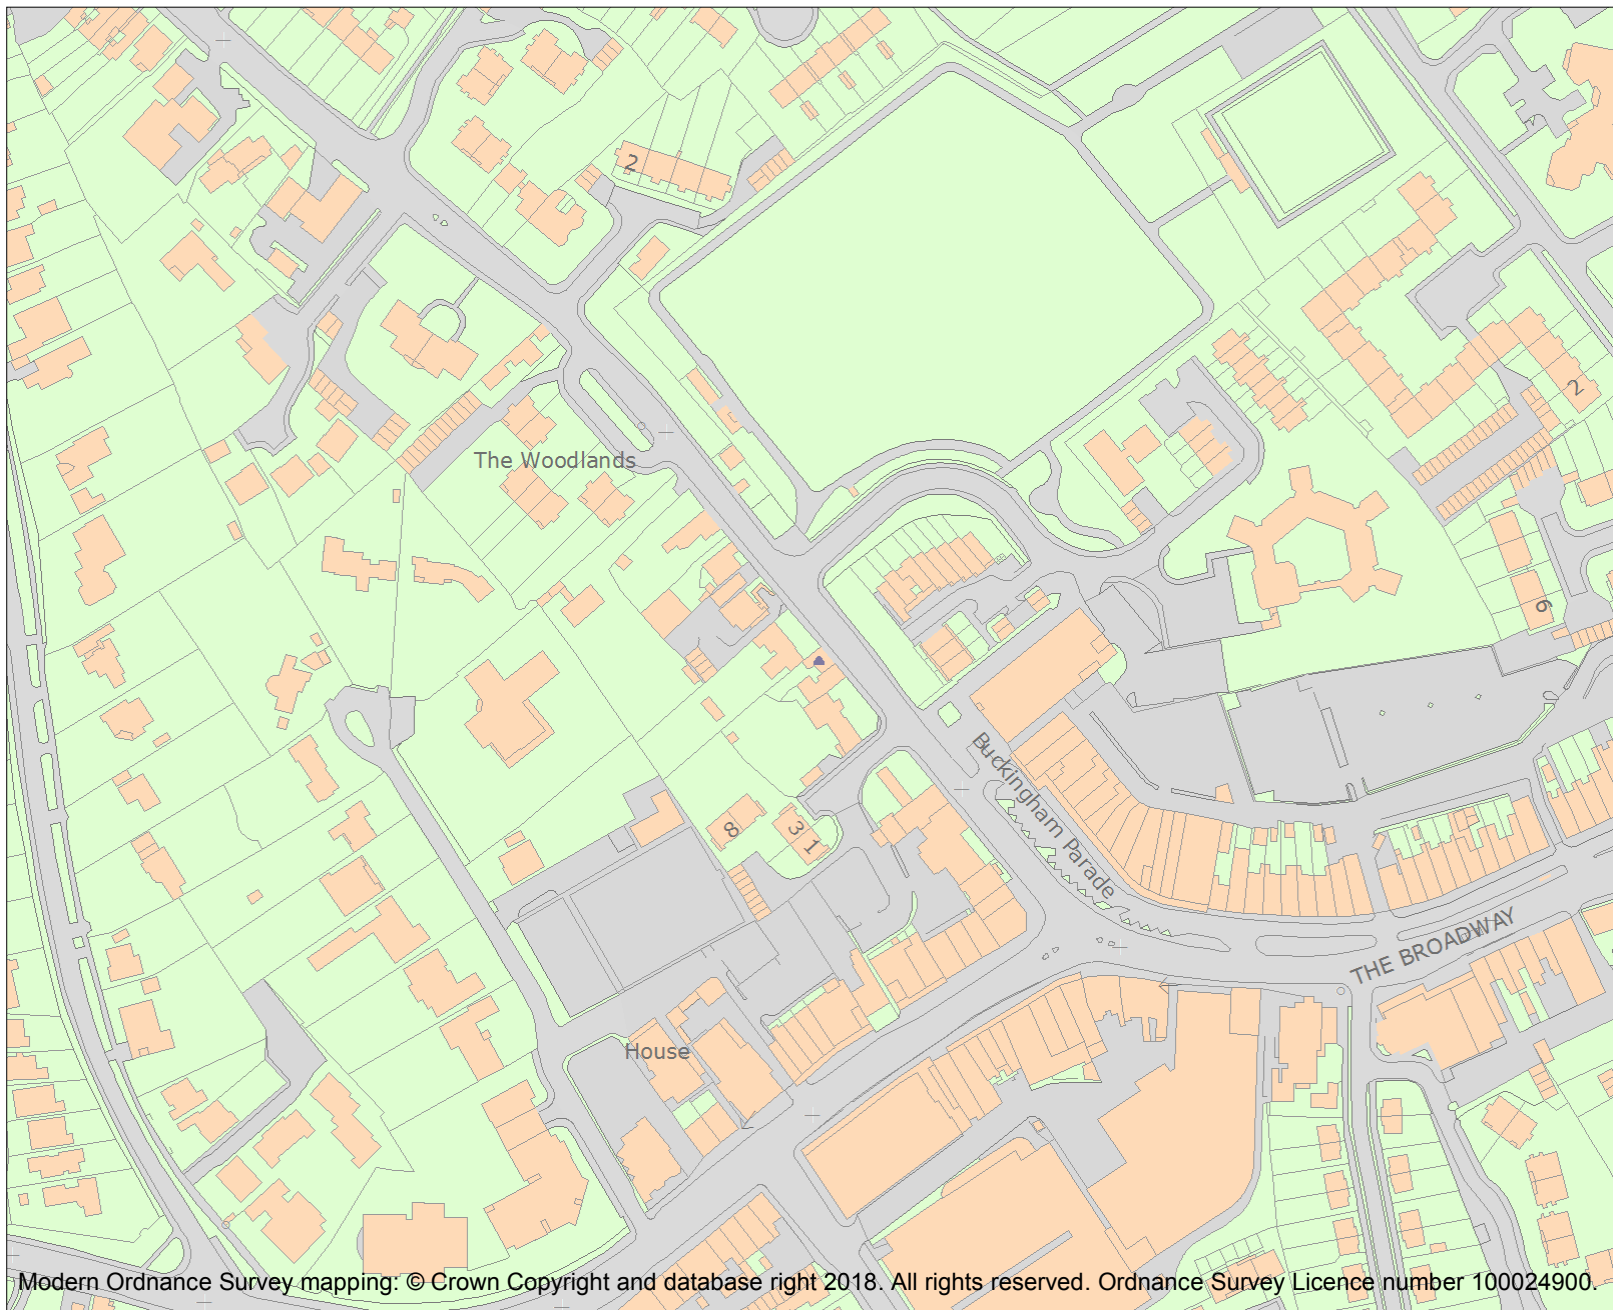 2
2
The Woodlands
6
Buckingham Parade
8
3
1
THE BROADWAY
House
Modern Ordnance Survey mapping: © Crown Copyright and database right 2018. All rights reserved. Ordnance Survey Licence number 100024900.